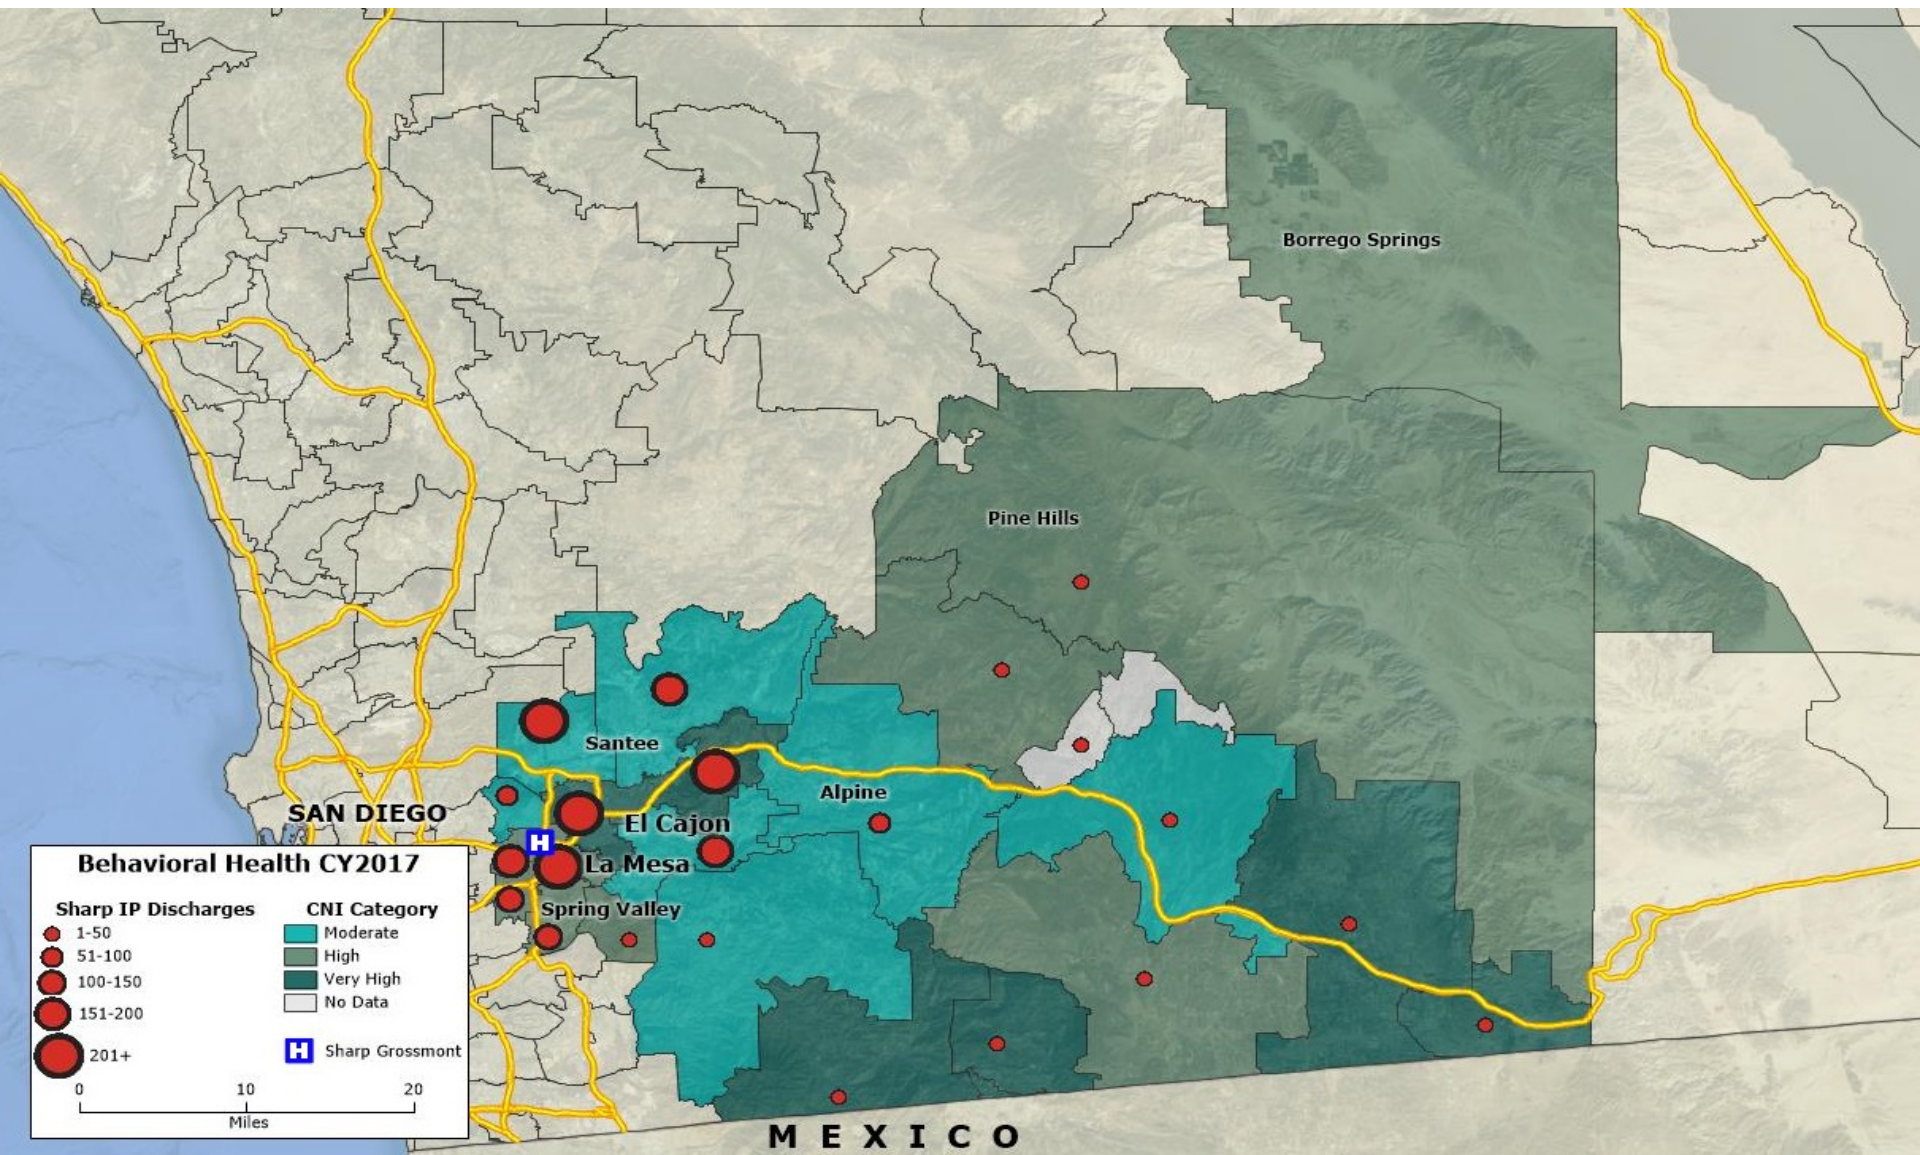 Borrego Springs
Pine Hills
Santee
Alpine
SAN DIEGO
El Cajon
La Mesa
Spring Valley
Behavioral Health CY2017
Sharp IP Discharges
1-50
51-100
100-150
151-200
201+
CNI Category
Moderate
High
Very High
No Data
H Sharp Grossmont
0 10 20
Miles
H
MEXICO